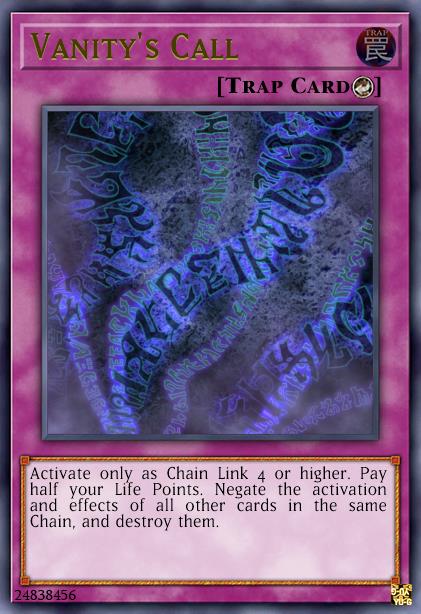 Vanity's Call
TRAP
罠
[Trap Card]
Activate only as Chain Link 4 or higher. Pay
half your Life Points. Negate the activation
and effects of all other cards in the same
Chain, and destroy them.
24838456